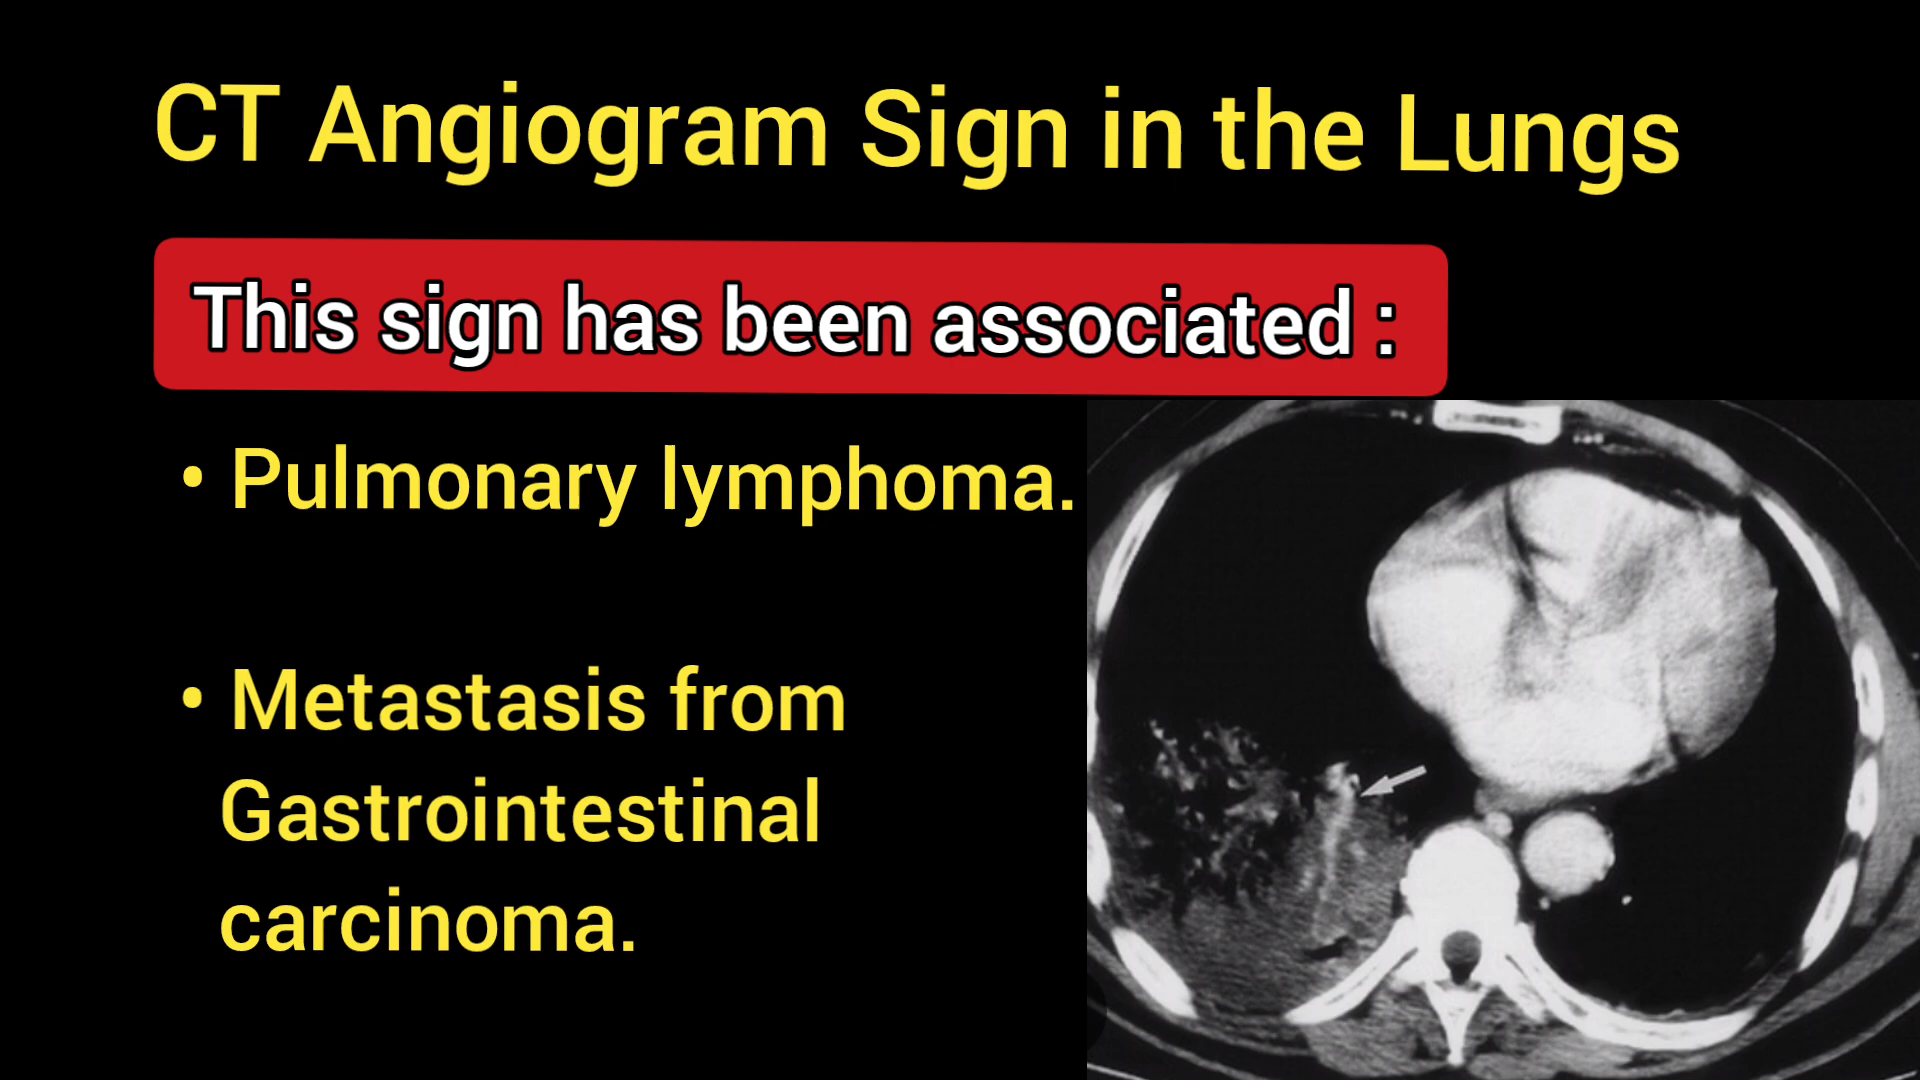 CT Angiogram Sign in the Lungs
This sign has been associated :
• Pulmonary lymphoma.
• Metastasis from
Gastrointestinal
carcinoma.